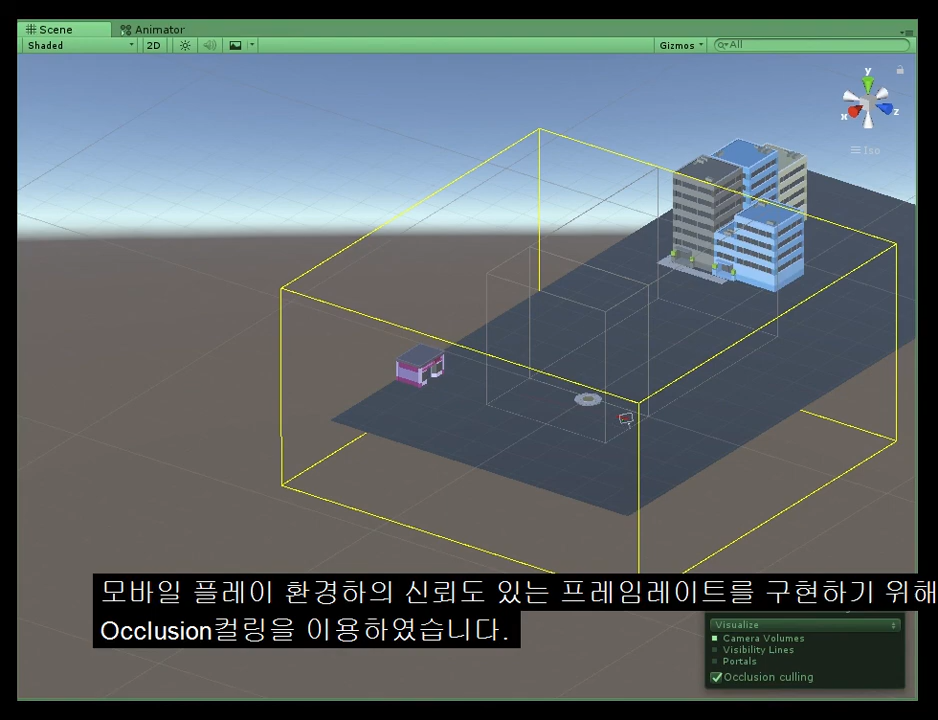 Scene
Animator
Shaded
2D
Gizmos
All
y
x
z
Iso
모바일 플레이 환경하의 신뢰도 있는 프레임레이트를 구현하기 위해
Occlusion컬링을 이용하였습니다.
Visualize
Camera Volumes
Visibility Lines
Portals
Occlusion culling